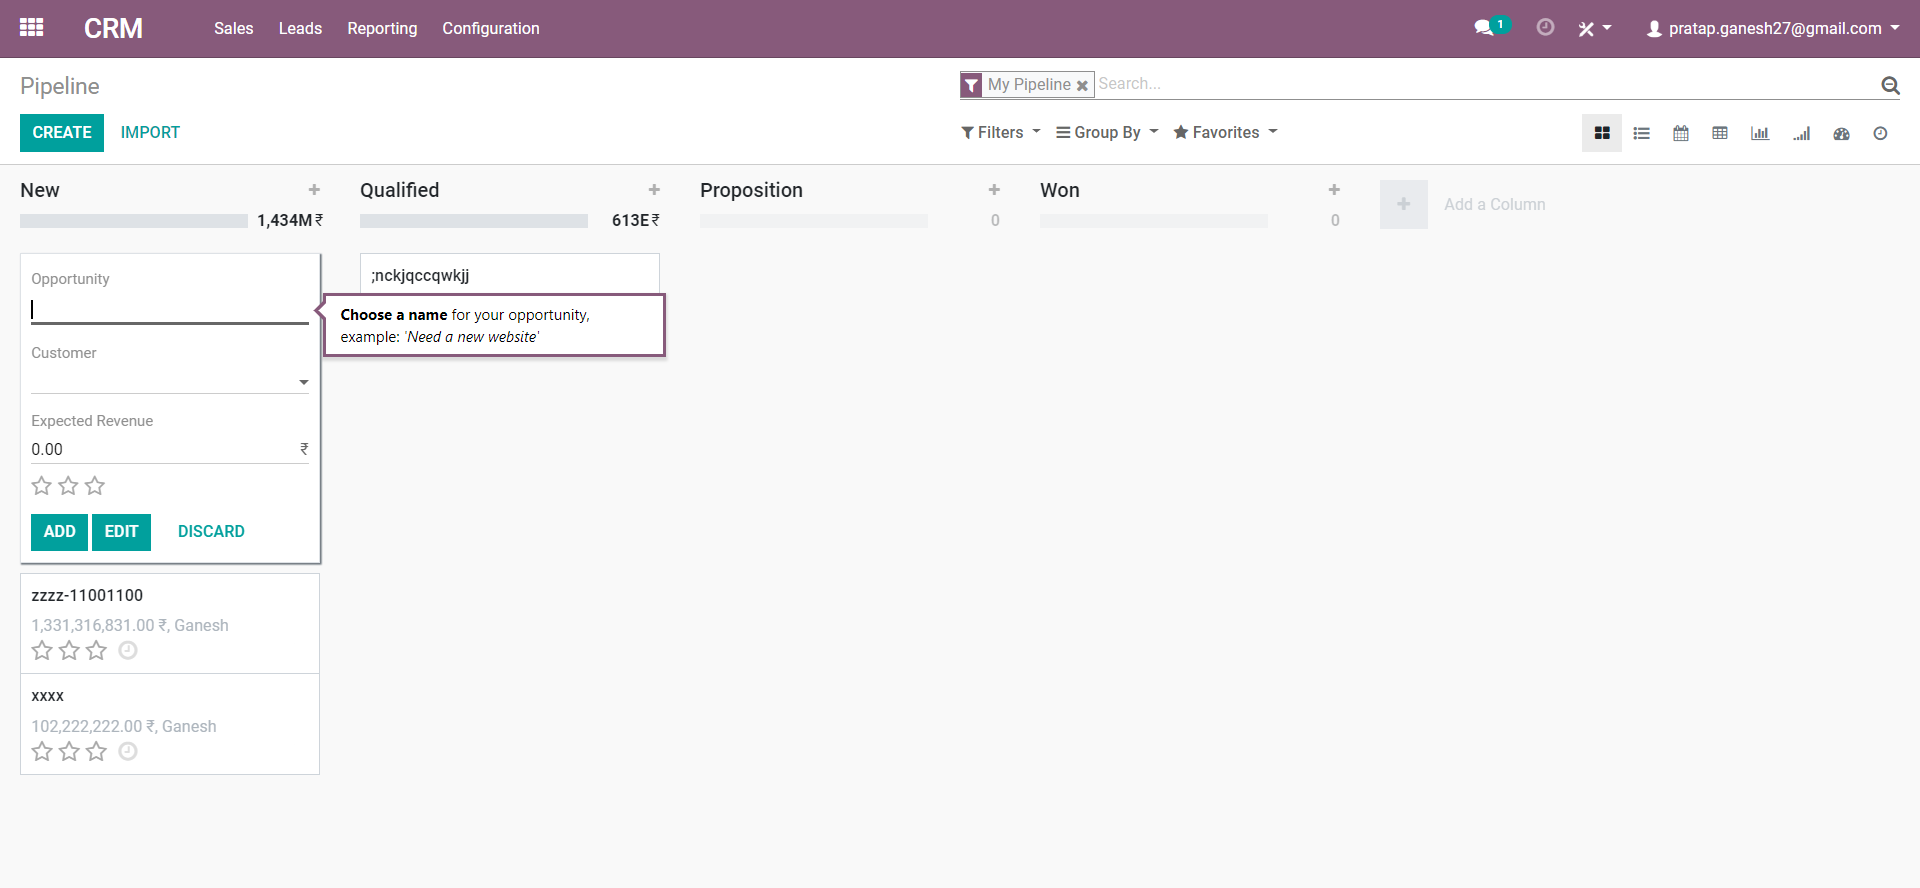 CRM Sales Leads Reporting Configuration 1 pratap.ganesh27@gmail.com
Pipeline
My Pipeline Search...
CREATE IMPORT
Filters Group By Favorites
New
1,434M₹
Qualified
613E₹
Proposition
0
Won
0
Add a Column
Opportunity
Customer
Expected Revenue
0.00 ₹
ADD EDIT DISCARD
zzzz-11001100
1,331,316,831.00 ₹, Ganesh
xxxx
102,222,222.00 ₹, Ganesh
;nckjqccqwkjj
Choose a name for your opportunity,
example: 'Need a new website'